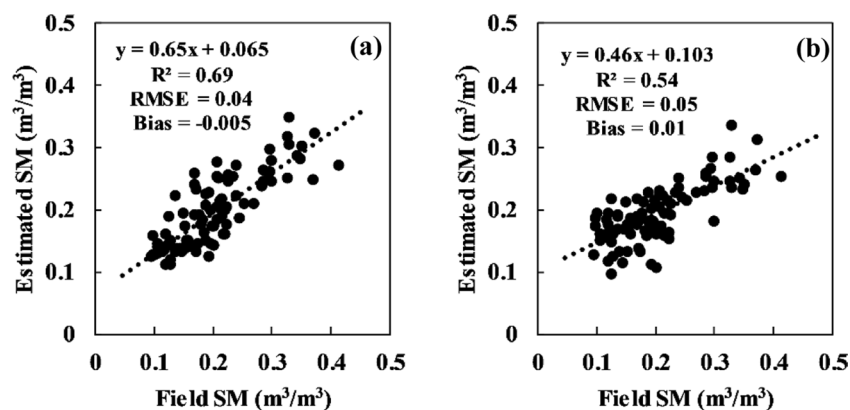 0.5
0.4
0.3
0.2
0.1
0
Estimated SM (m³/m³)
y = 0.65x + 0.065
R² = 0.69
RMSE = 0.04
Bias = -0.005
(a)
0 0.1 0.2 0.3 0.4 0.5
Field SM (m³/m³)
0.5
0.4
0.3
0.2
0.1
0
Estimated SM (m³/m³)
y = 0.46x + 0.103
R² = 0.54
RMSE = 0.05
Bias = 0.01
(b)
0 0.1 0.2 0.3 0.4 0.5
Field SM (m³/m³)